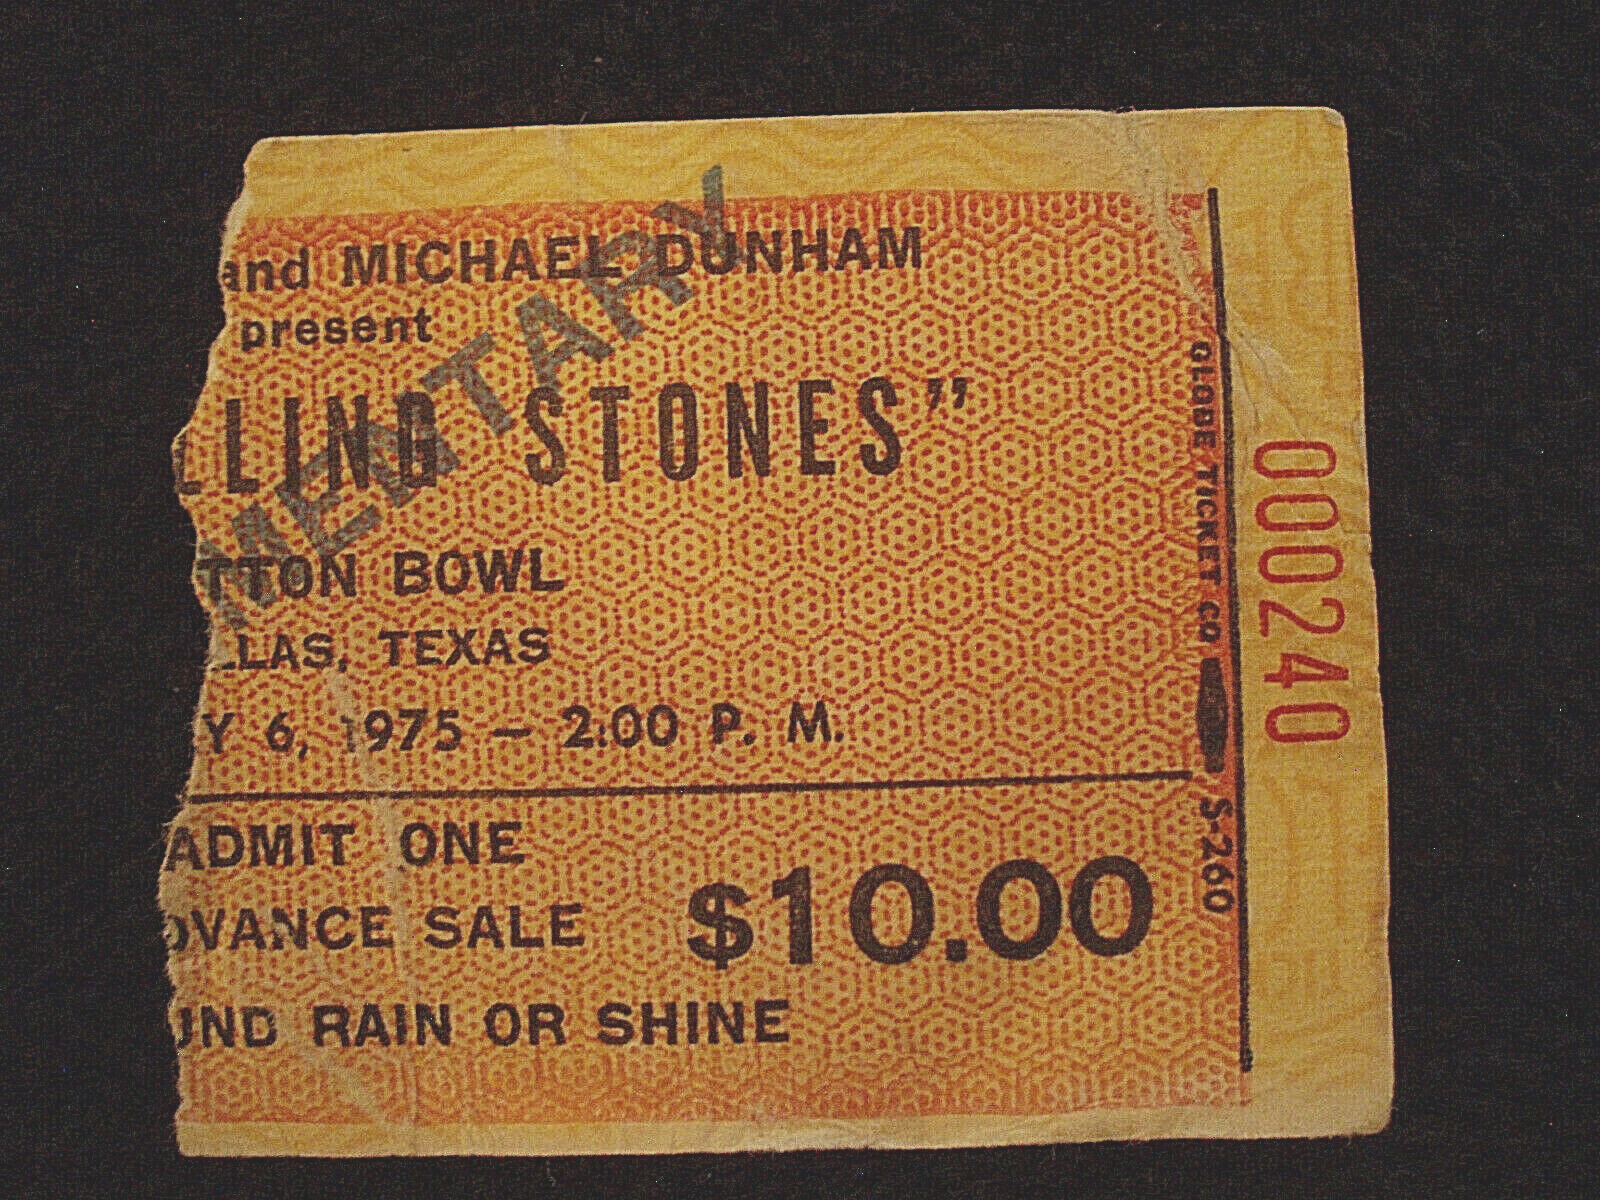 and MICHAEL DUNHAM
present
LLING STONES”
TTON BOWL
LLAS, TEXAS
Y 6, 1975 — 2:00 P. M.
ADMIT ONE
DVANCE SALE $10.00
UND RAIN OR SHINE
MENTARY
GLOBE TICKET CO S-260
000240